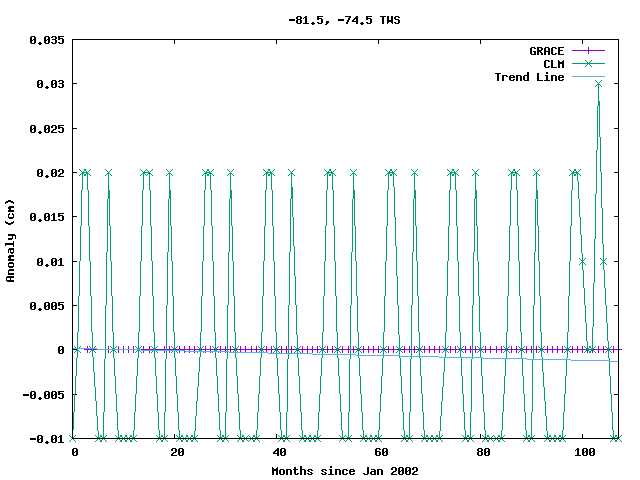 -81.5, -74.5 TWS
GRACE
CLM
Trend Line
0.035
0.03
0.025
0.02
0.015
0.01
0.005
0
-0.005
-0.01
Anomaly (cm)
0 20 40 60 80 100
Months since Jan 2002